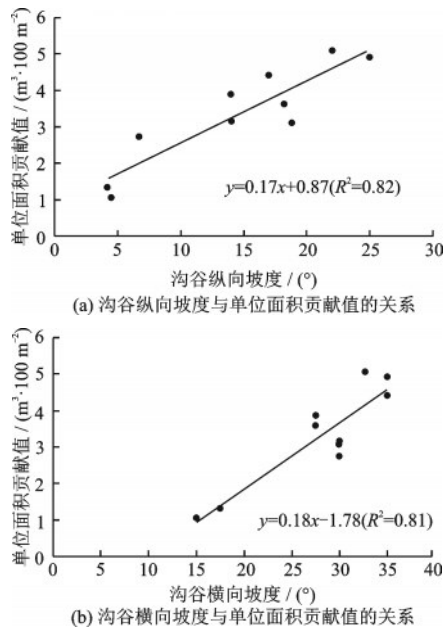 单位面积贡献值 / (m³·100 m⁻²)
6
5
4
3
2
1
0
y=0.17x+0.87(R²=0.82)
0 5 10 15 20 25 30
沟谷纵向坡度 / (°)
(a) 沟谷纵向坡度与单位面积贡献值的关系
单位面积贡献值 / (m³·100 m⁻²)
6
5
4
3
2
1
0
y=0.18x−1.78(R²=0.81)
5 10 15 20 25 30 35 40
沟谷横向坡度 / (°)
(b) 沟谷横向坡度与单位面积贡献值的关系